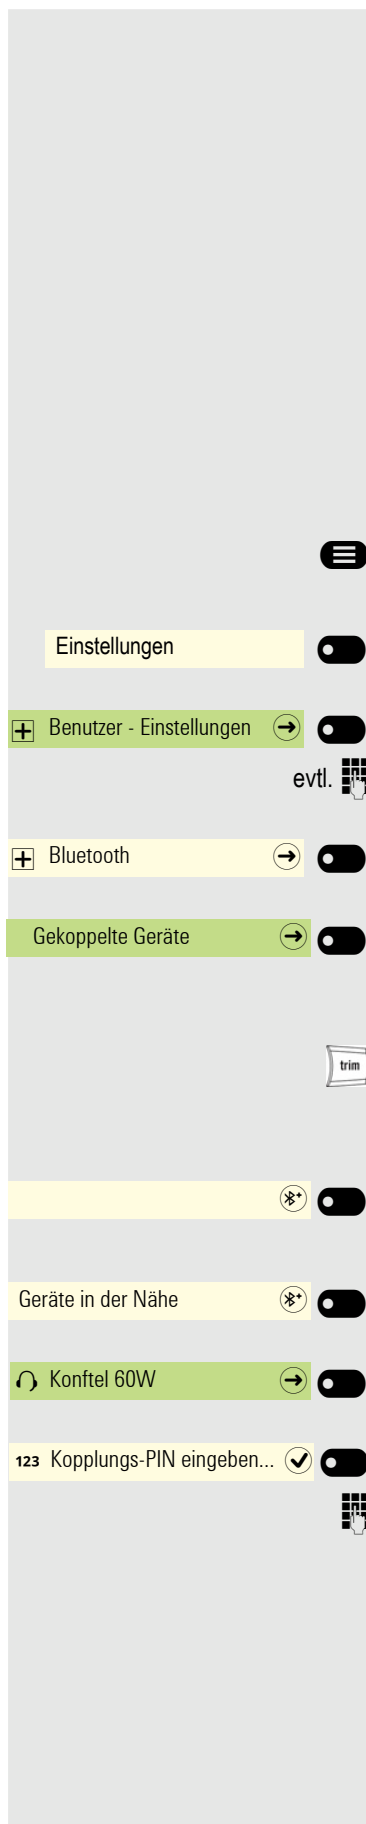 Einstellungen
Benutzer - Einstellungen
evtl.
Bluetooth
Gekoppelte Geräte
trim
Geräte in der Nähe
Konftel 60W
123 Kopplungs-PIN eingeben...